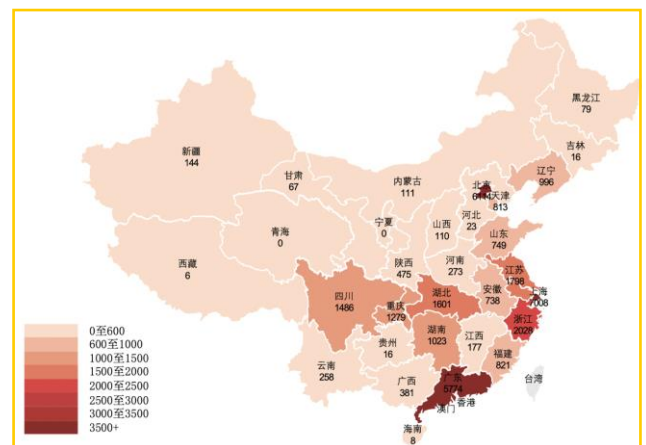 黑龙江
79
吉林
16
新疆
144
辽宁
996
甘肃
67
内蒙古
111
北京
天津
813
河北
23
宁夏
0
山西
110
青海
0
山东
749
西藏
6
陕西
475
河南
273
江苏
1798
四川
1486
重庆
1279
湖北
1601
安徽
738
上海
7008
浙江
2028
湖南
1023
江西
177
贵州
16
福建
821
云南
258
广西
381
广东
5774
台湾
香港
澳门
海南
8
0至600
600至1000
1000至1500
1500至2000
2000至2500
2500至3000
3000至3500
3500+